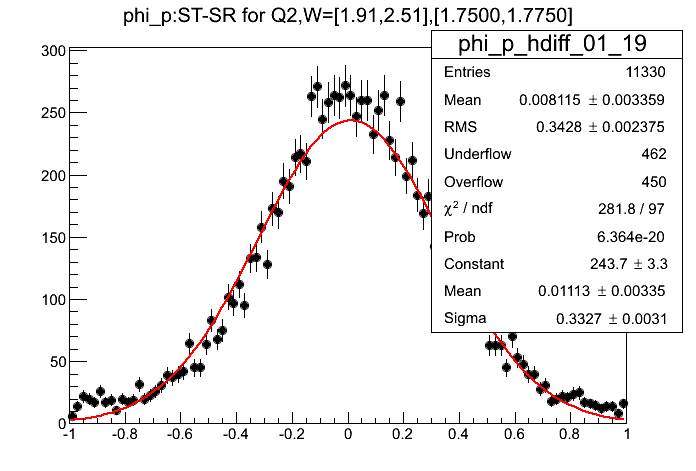 phi_p:ST-SR for Q2,W=[1.91,2.51],[1.7500,1.7750]
phi_p_hdiff_01_19
Entries 11330
Mean 0.008115 ± 0.003359
RMS 0.3428 ± 0.002375
Underflow 462
Overflow 450
χ² / ndf 281.8 / 97
Prob 6.364e-20
Constant 243.7 ± 3.3
Mean 0.01113 ± 0.00335
Sigma 0.3327 ± 0.0031
300
250
200
150
100
50
0
-1 -0.8 -0.6 -0.4 -0.2 0 0.2 0.4 0.6 0.8 1